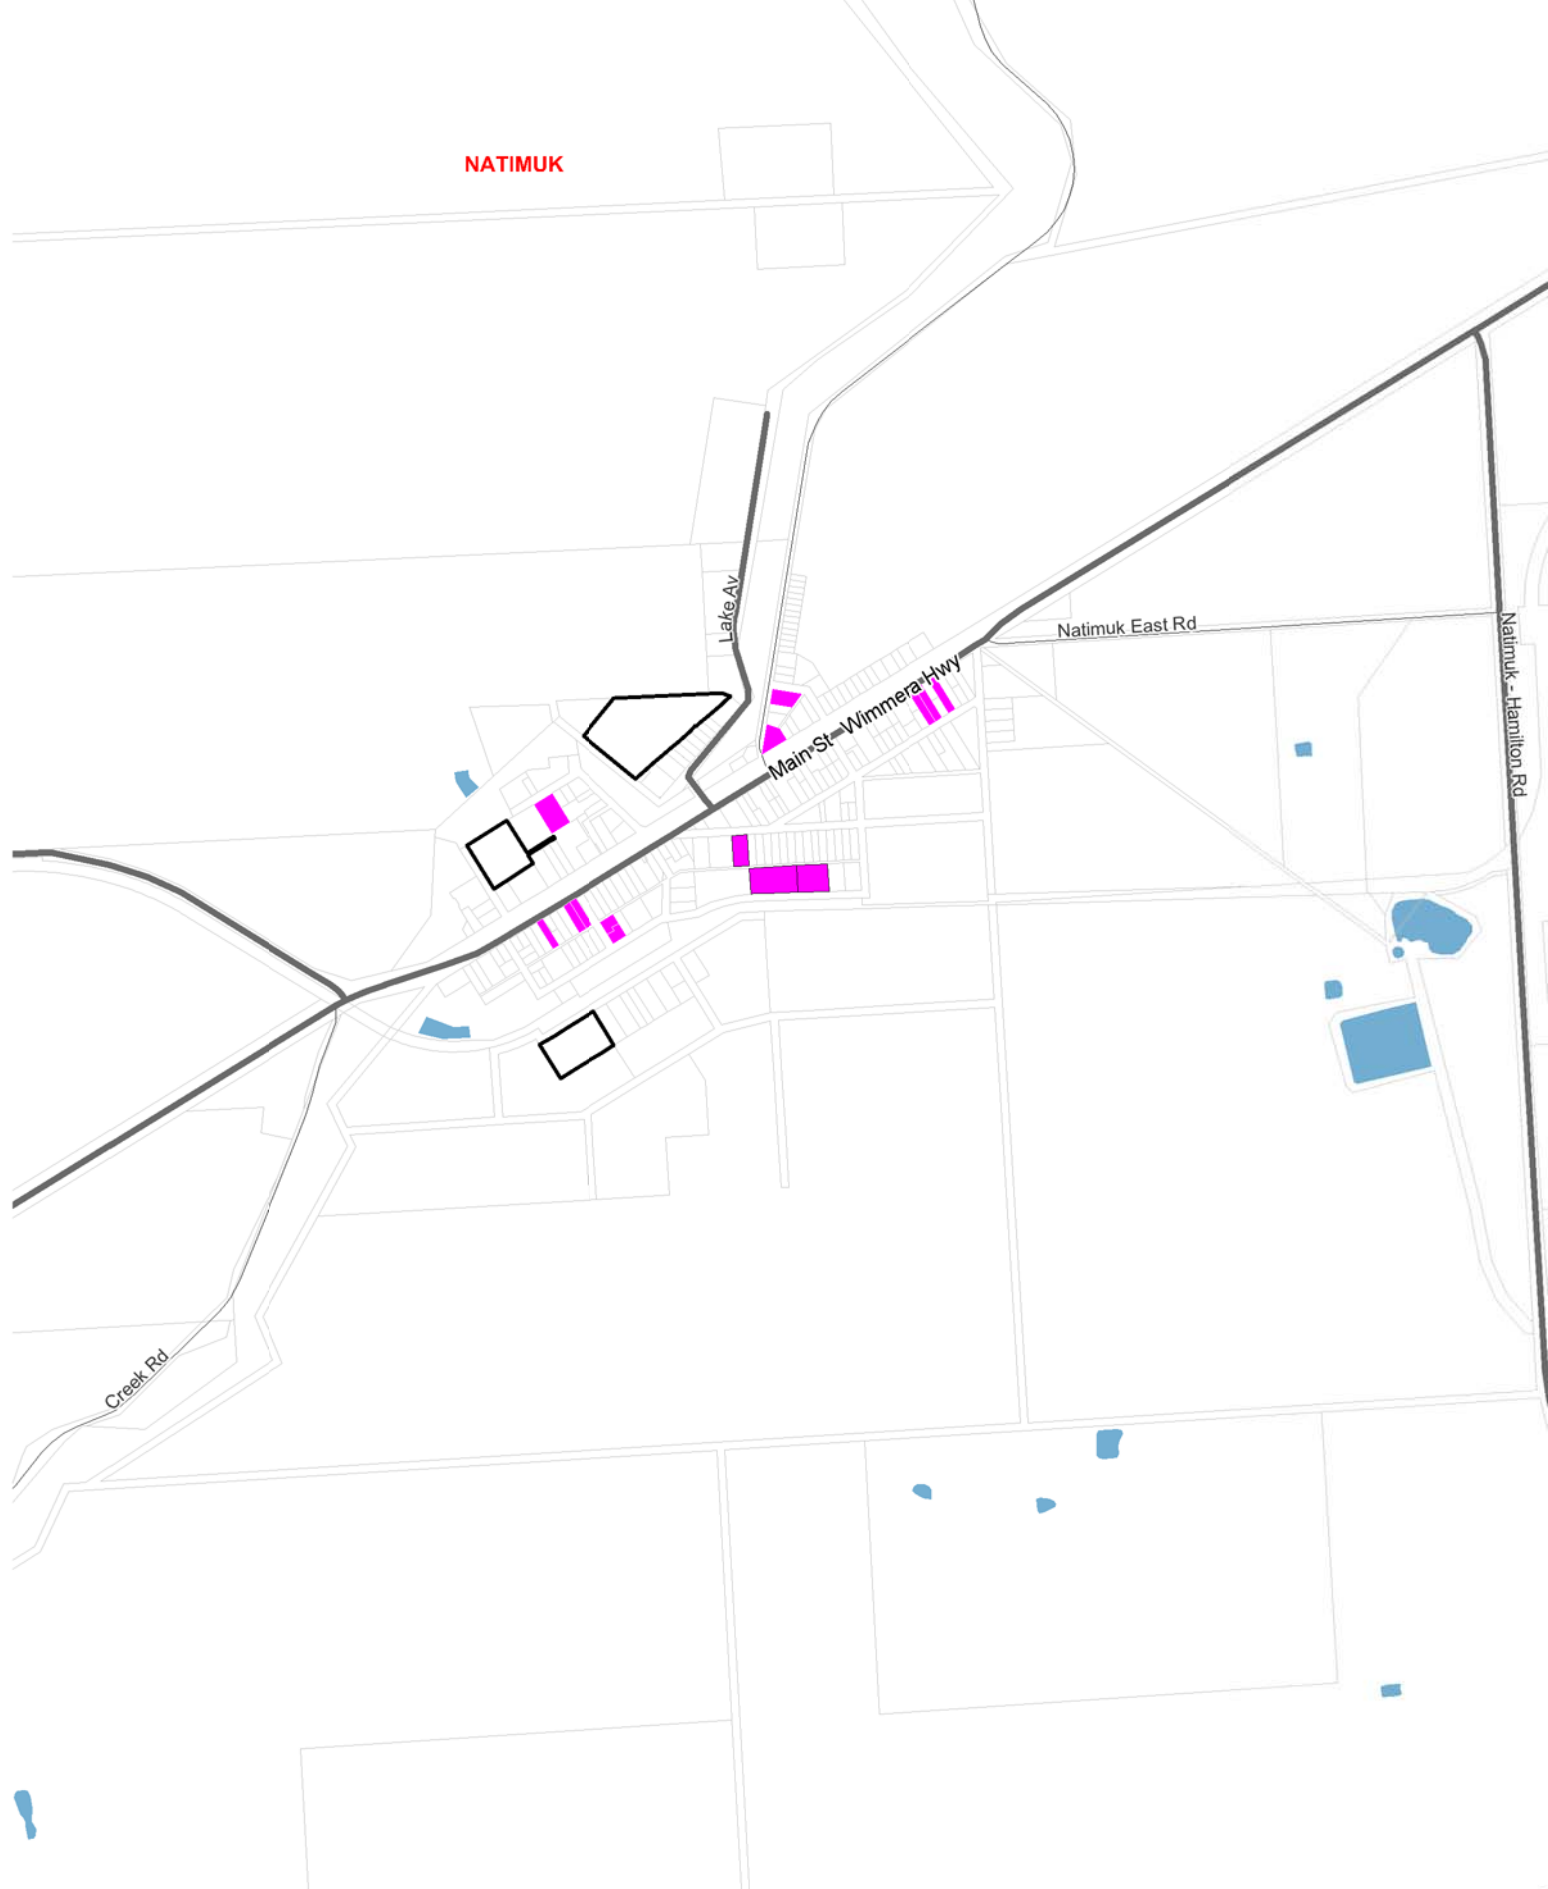 NATIMUK
Lake Av
Natimuk East Rd
Main St - Wimmera Hwy
Natimuk - Hamilton Rd
Creek Rd